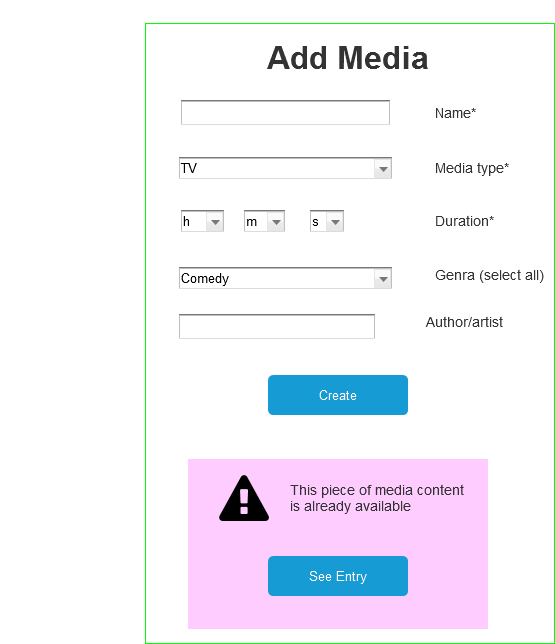 Add Media
Name*
TV
Media type*
h m s
Duration*
Comedy
Genra (select all)
Author/artist
Create
This piece of media content
is already available
See Entry